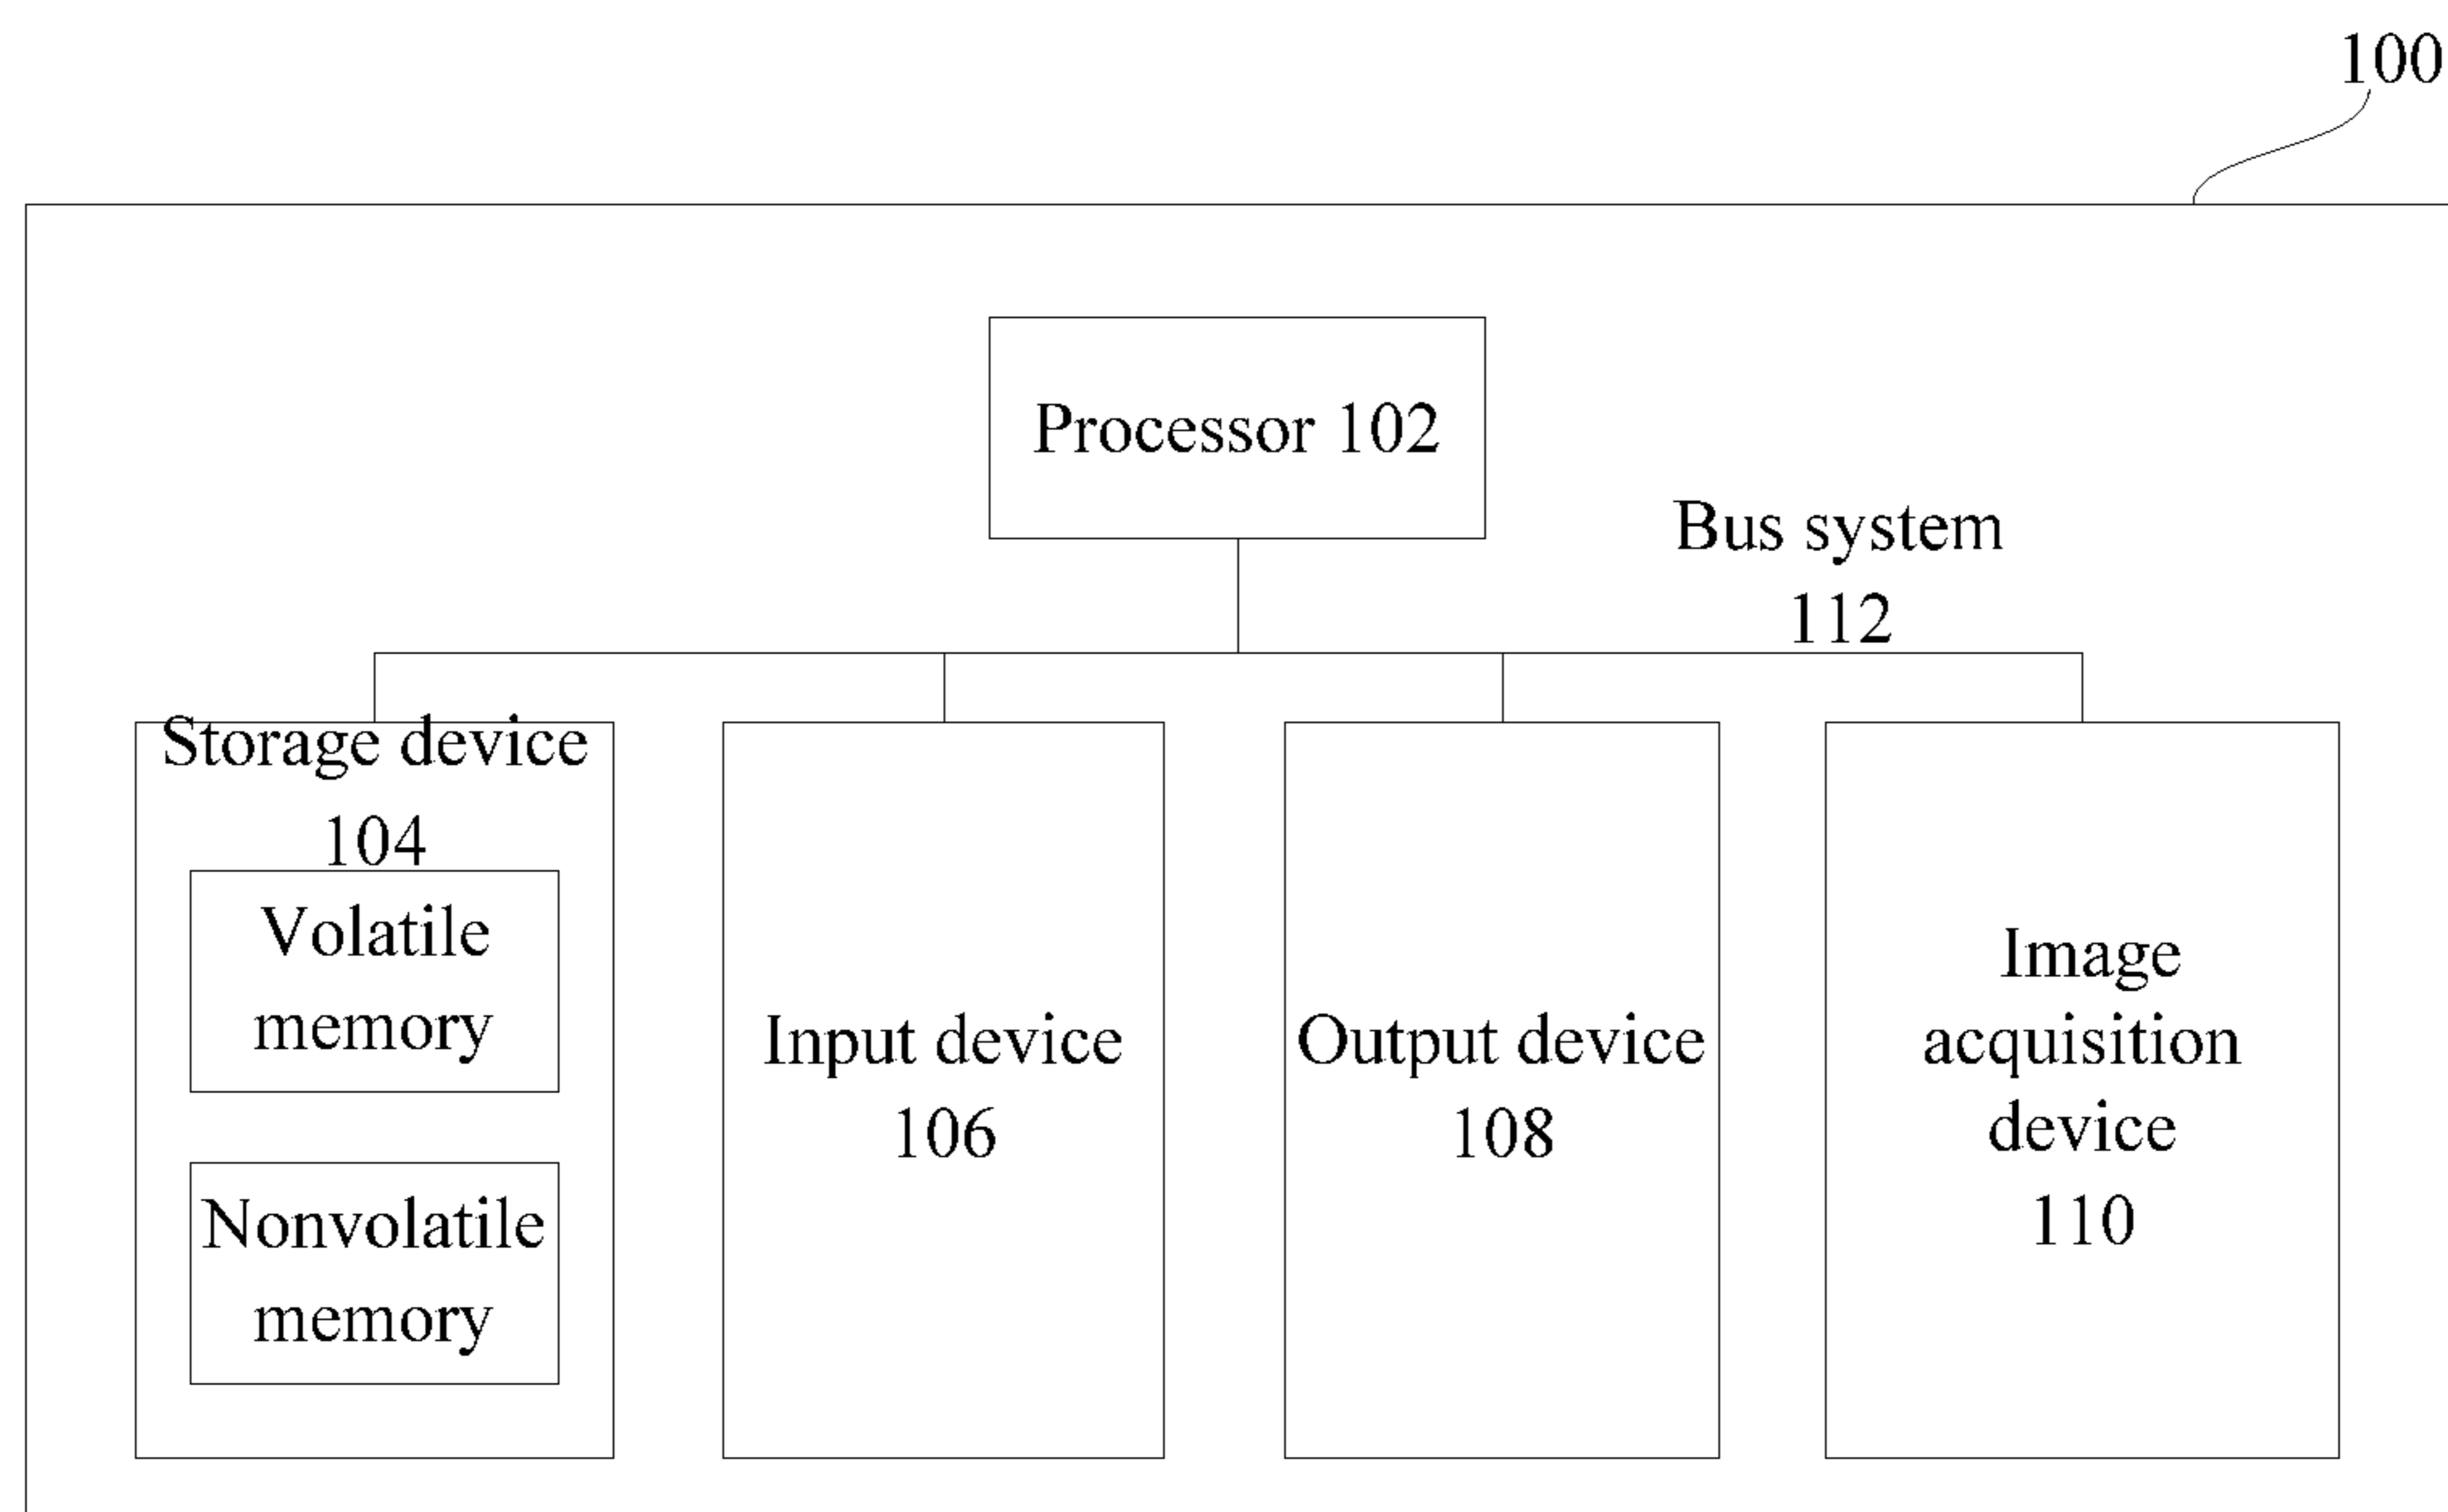 100
Processor 102
Bus system
112
Storage device
104
Volatile
memory
Nonvolatile
memory
Input device
106
Output device
108
Image
acquisition
device
110